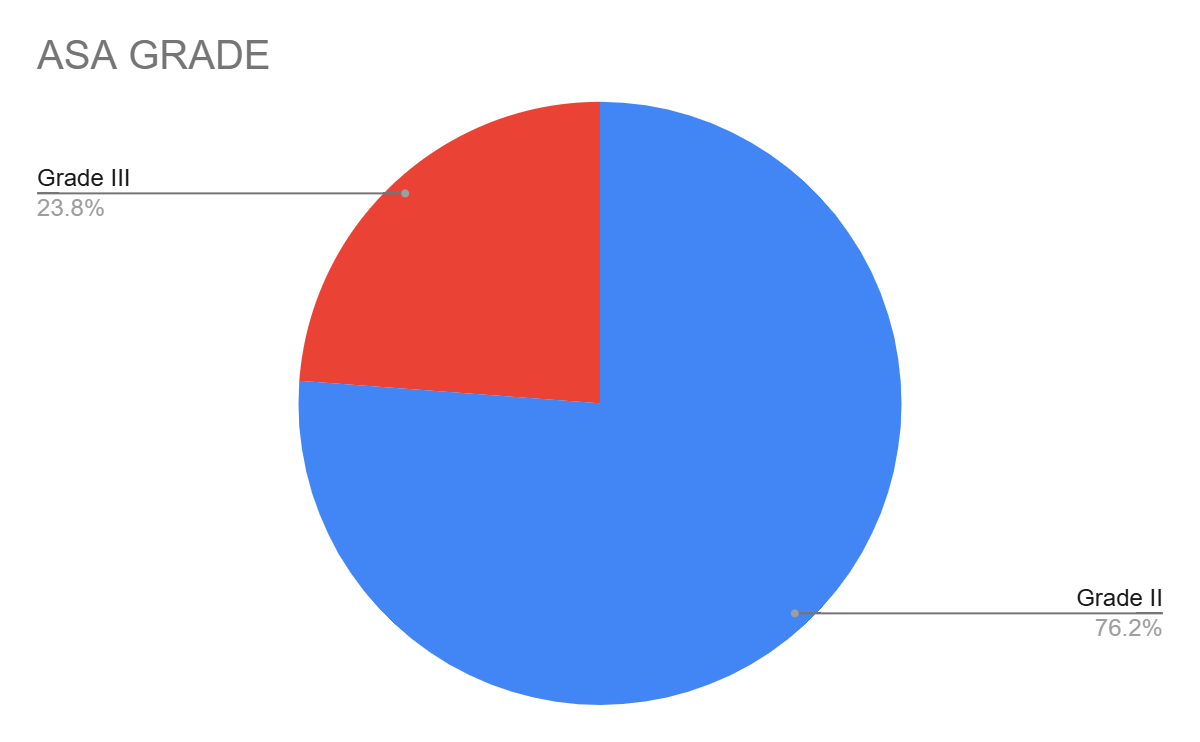 ASA GRADE
Grade III
23.8%
Grade II
76.2%